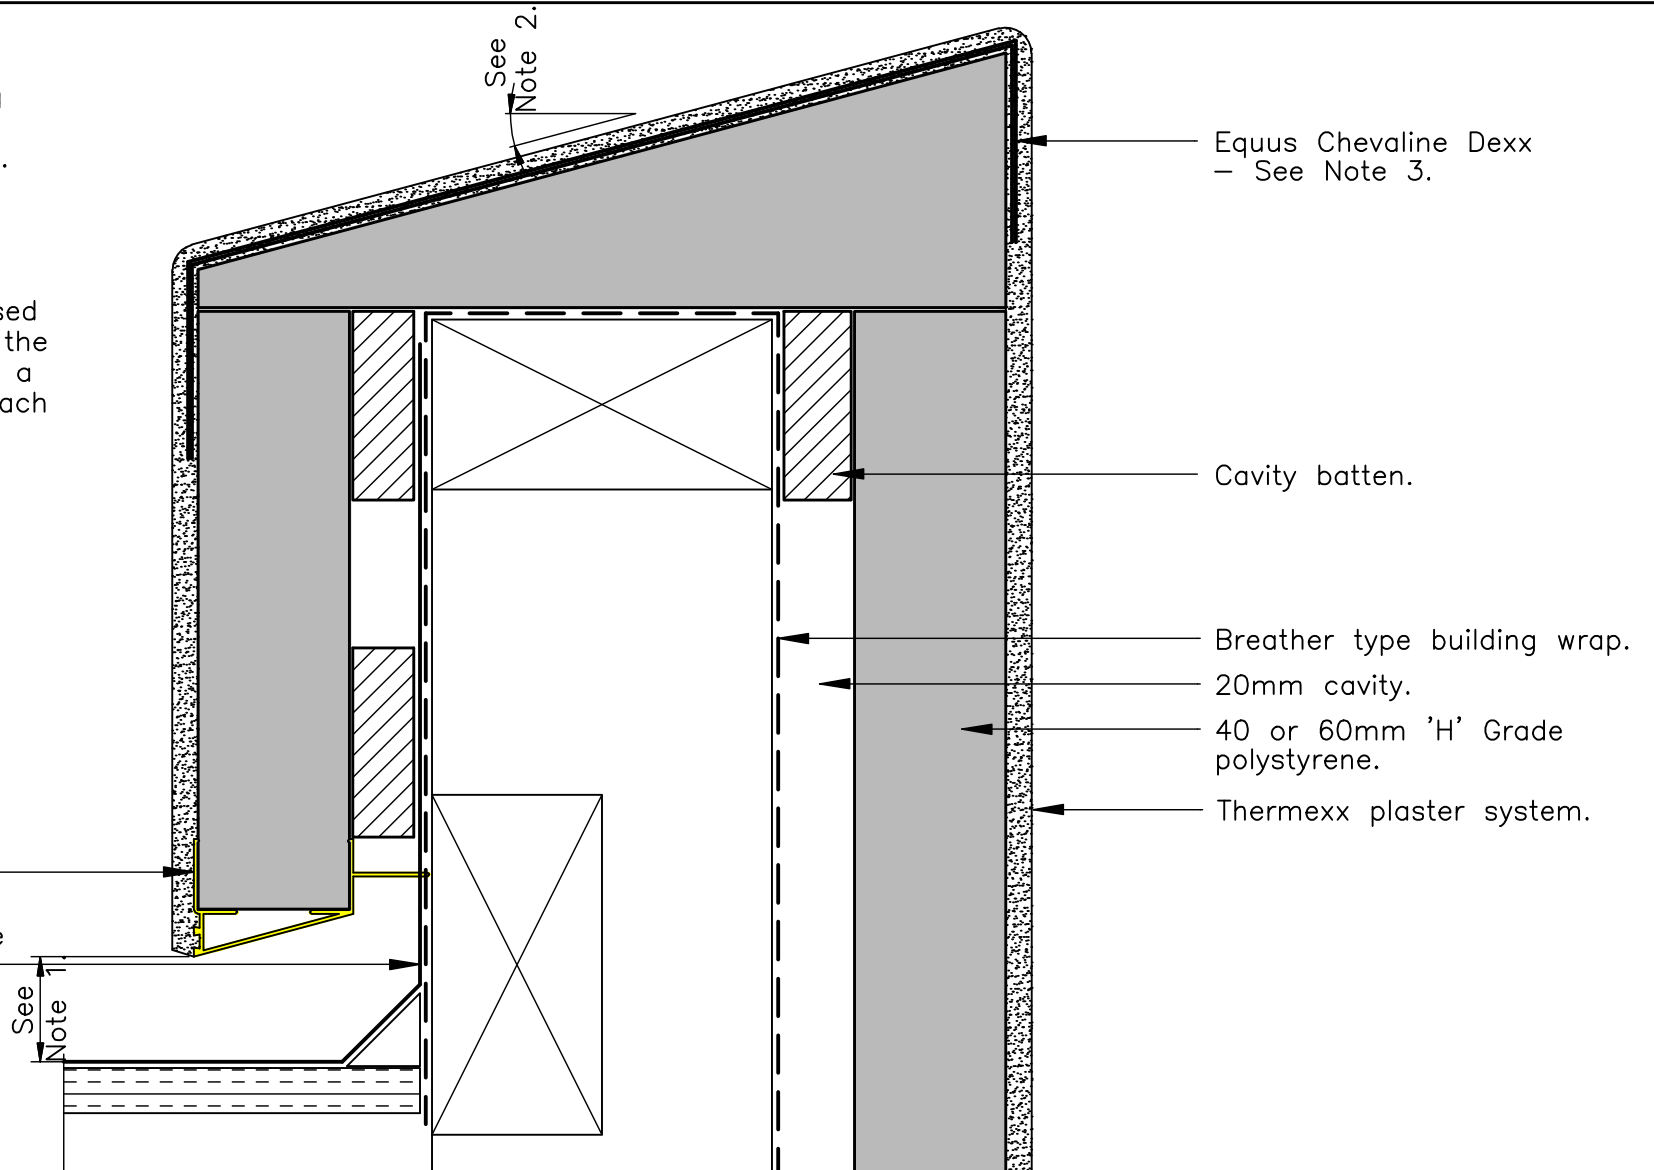 See
Note 2.
sed
the
a
ach
Equus Chevaline Dexx
– See Note 3.
Cavity batten.
Breather type building wrap.
20mm cavity.
40 or 60mm 'H' Grade
polystyrene.
Thermexx plaster system.
See
Note 1.